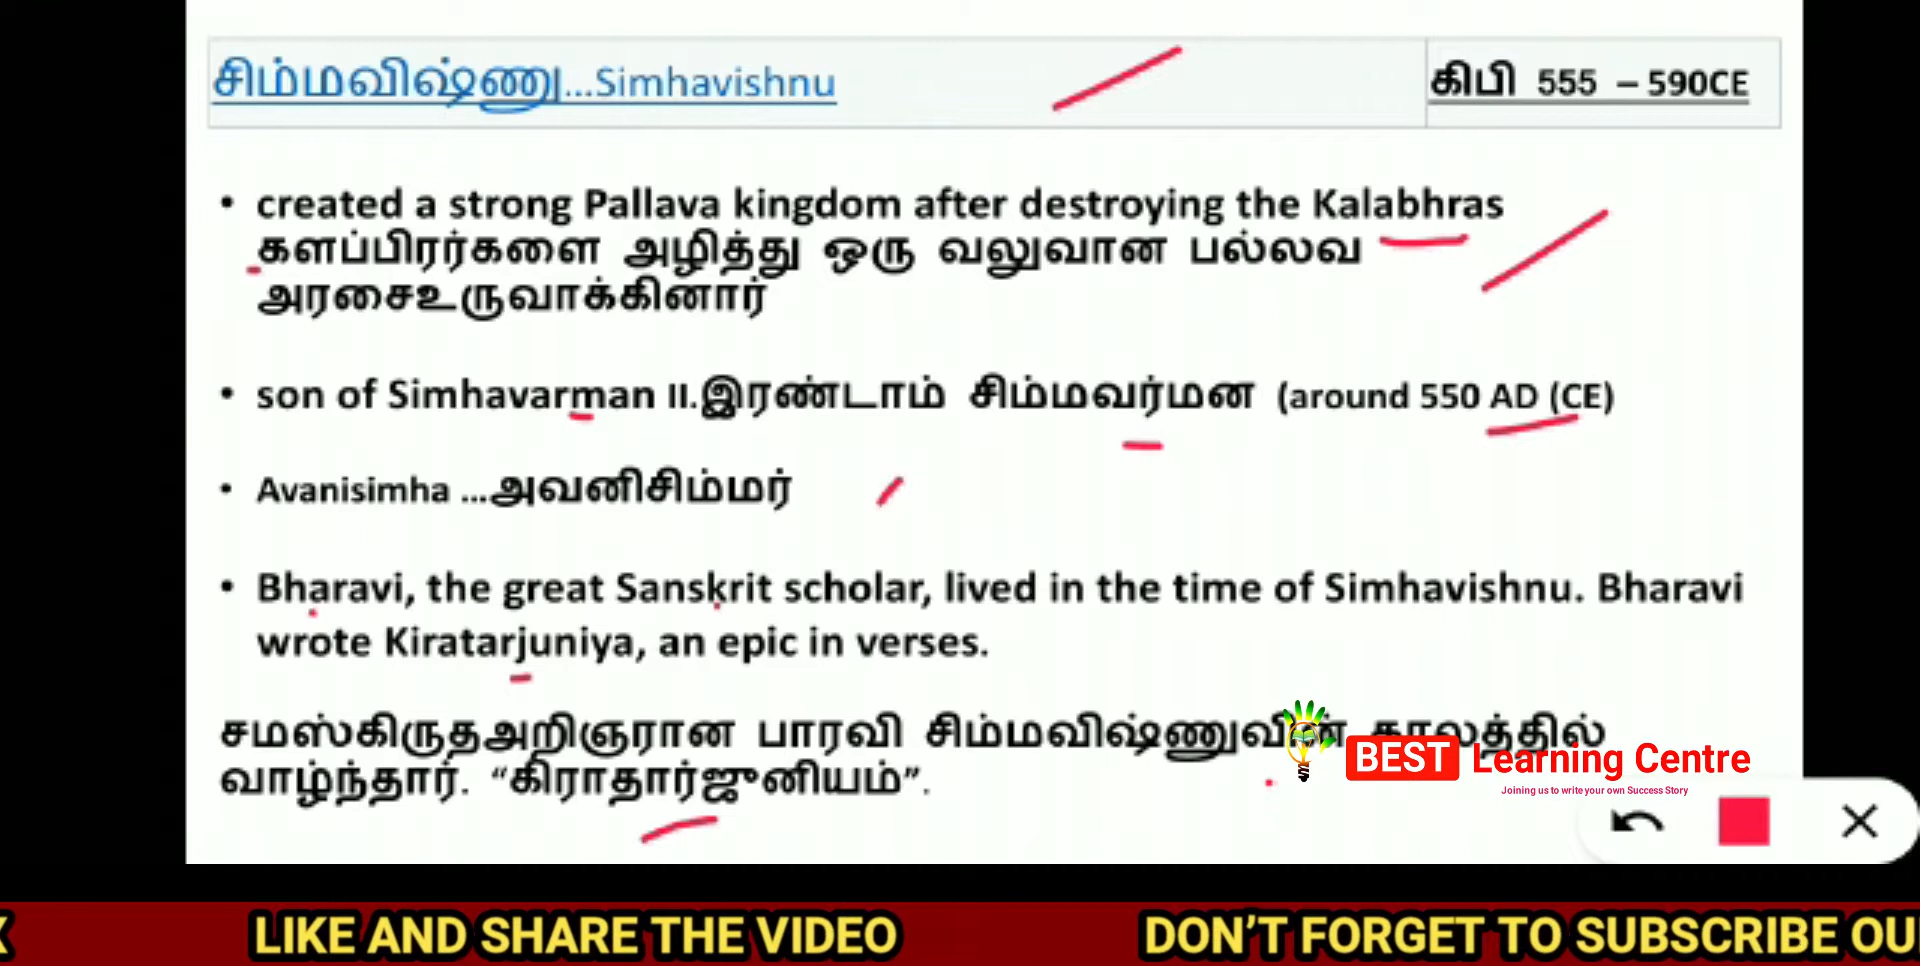 சிம்மவிஷ்ணு...Simhavishnu
கிபி 555 – 590CE
• created a strong Pallava kingdom after destroying the Kalabhras
களப்பிரர்களை அழித்து ஒரு வலுவான பல்லவ
அரசைஉருவாக்கினார்
• son of Simhavarman II.இரண்டாம் சிம்மவர்மன (around 550 AD (CE)
• Avanisimha ...அவனிசிம்மர்
• Bharavi, the great Sanskrit scholar, lived in the time of Simhavishnu. Bharavi
wrote Kiratarjuniya, an epic in verses.
சமஸ்கிருதஅறிஞரான பாரவி சிம்மவிஷ்ணுவின் காலத்தில்
வாழ்ந்தார். “கிராதார்ஜுனியம்”.
BEST Learning Centre
Joining us to write your own Success Story
X LIKE AND SHARE THE VIDEO DON'T FORGET TO SUBSCRIBE OU